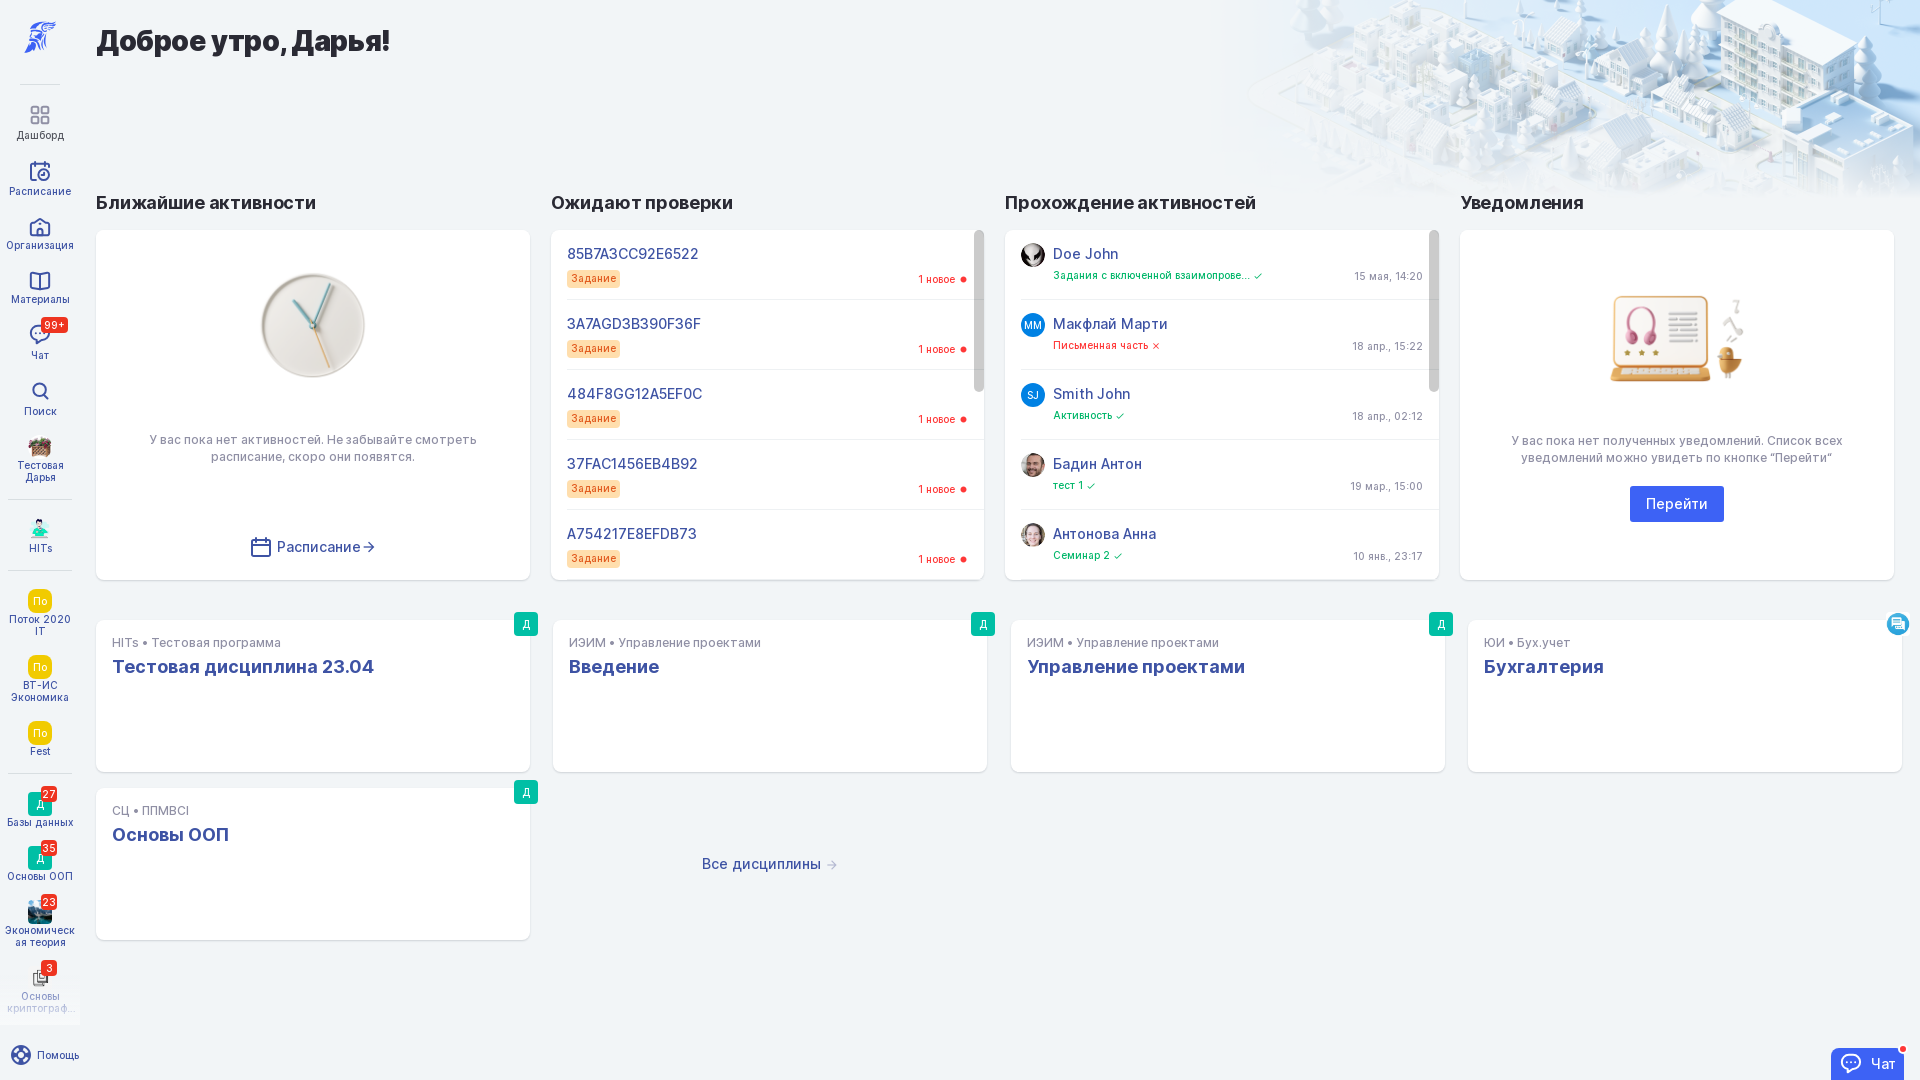 Доброе утро, Дарья!
Дашборд
Расписание
Организация
Материалы
99+
Чат
Поиск
Тестовая
Дарья
HITs
По
Поток 2020
IT
По
ВТ-ИС
Экономика
По
Fest
27
Д
Базы данных
35
Д
Основы ООП
23
Экономическ
ая теория
3
Основы
криптограф...
Помощь
Ближайшие активности
У вас пока нет активностей. Не забывайте смотреть
расписание, скоро они появятся.
Расписание
Ожидают проверки
85B7A3CC92E6522
Задание
1 новое
3A7AGD3B390F36F
Задание
1 новое
484F8GG12A5EF0C
Задание
1 новое
37FAC1456EB4B92
Задание
1 новое
A754217E8EFDB73
Задание
1 новое
Прохождение активностей
Doe John
Задания с включенной взаимопрове...
15 мая, 14:20
ММ
Макфлай Марти
Письменная часть
18 апр., 15:22
SJ
Smith John
Активность
18 апр., 02:12
Бадин Антон
тест 1
19 мар., 15:00
Антонова Анна
Семинар 2
10 янв., 23:17
Уведомления
У вас пока нет полученных уведомлений. Список всех
уведомлений можно увидеть по кнопке “Перейти”
Перейти
Д
HITs • Тестовая программа
Тестовая дисциплина 23.04
Д
ИЭИМ • Управление проектами
Введение
Д
ИЭИМ • Управление проектами
Управление проектами
ЮИ • Бух.учет
Бухгалтерия
Д
СЦ • ППМВСІ
Основы ООП
Все дисциплины
Чат